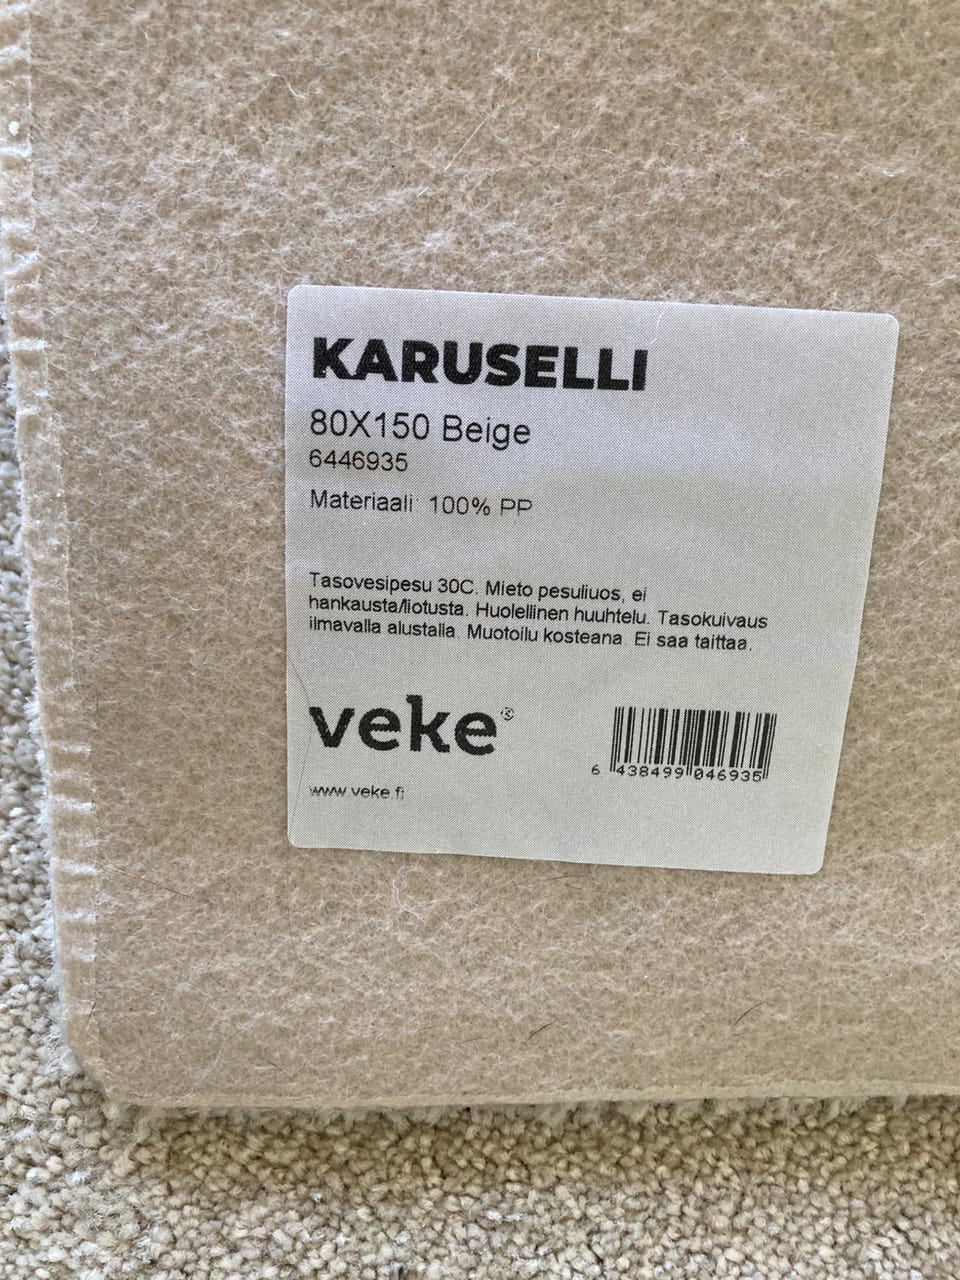 KARUSELLI
80X150 Beige
6446935
Materiaali: 100% PP
Tasovesipesu 30C. Mieto pesuliuos, ei
hankausta/liotusta. Huolellinen huuhtelu. Tasokuivaus
ilmavalla alustalla. Muotoilu kosteana. Ei saa taittaa.
veke®
www.veke.fi
6 438499 046935